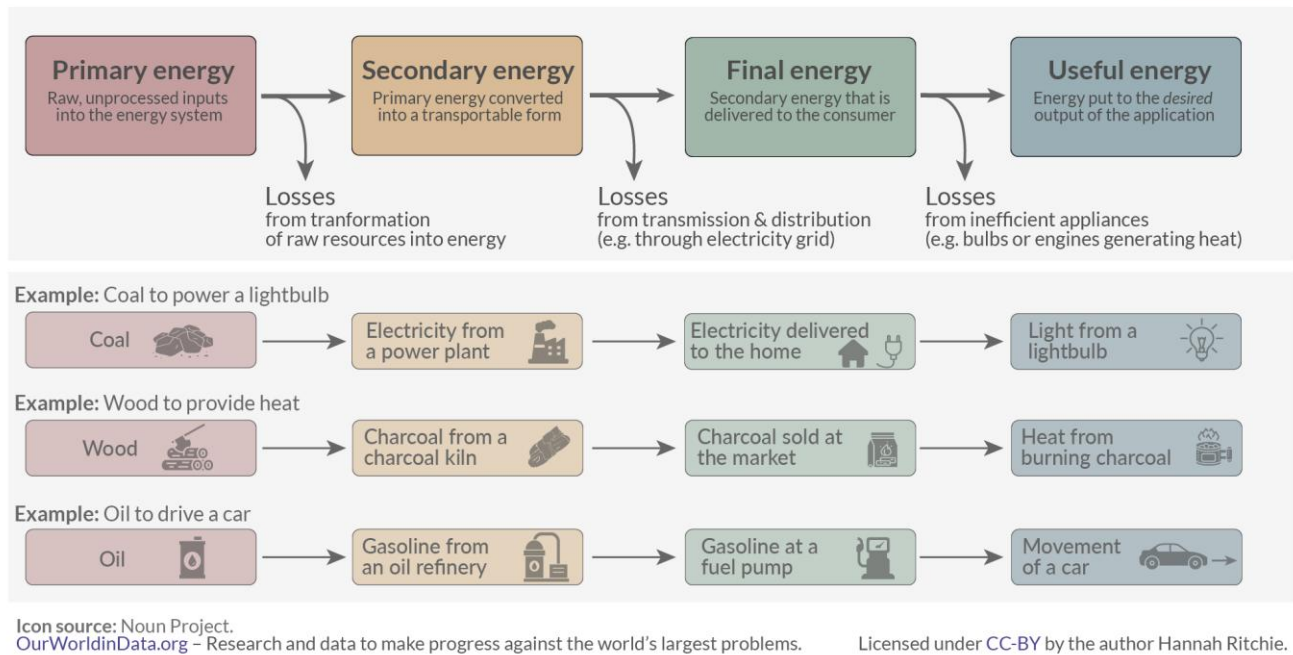 Primary energy
Raw, unprocessed inputs
into the energy system
Secondary energy
Primary energy converted
into a transportable form
Final energy
Secondary energy that is
delivered to the consumer
Useful energy
Energy put to the desired
output of the application
Losses
from tranformation
of raw resources into energy
Losses
from transmission & distribution
(e.g. through electricity grid)
Losses
from inefficient appliances
(e.g. bulbs or engines generating heat)
Example: Coal to power a lightbulb
Coal
Electricity from
a power plant
Electricity delivered
to the home
Light from a
lightbulb
Example: Wood to provide heat
Wood
Charcoal from a
charcoal kiln
Charcoal sold at
the market
Heat from
burning charcoal
Example: Oil to drive a car
Oil
Gasoline from
an oil refinery
Gasoline at a
fuel pump
Movement
of a car
Icon source: Noun Project.
OurWorldinData.org – Research and data to make progress against the world's largest problems.
Licensed under CC-BY by the author Hannah Ritchie.